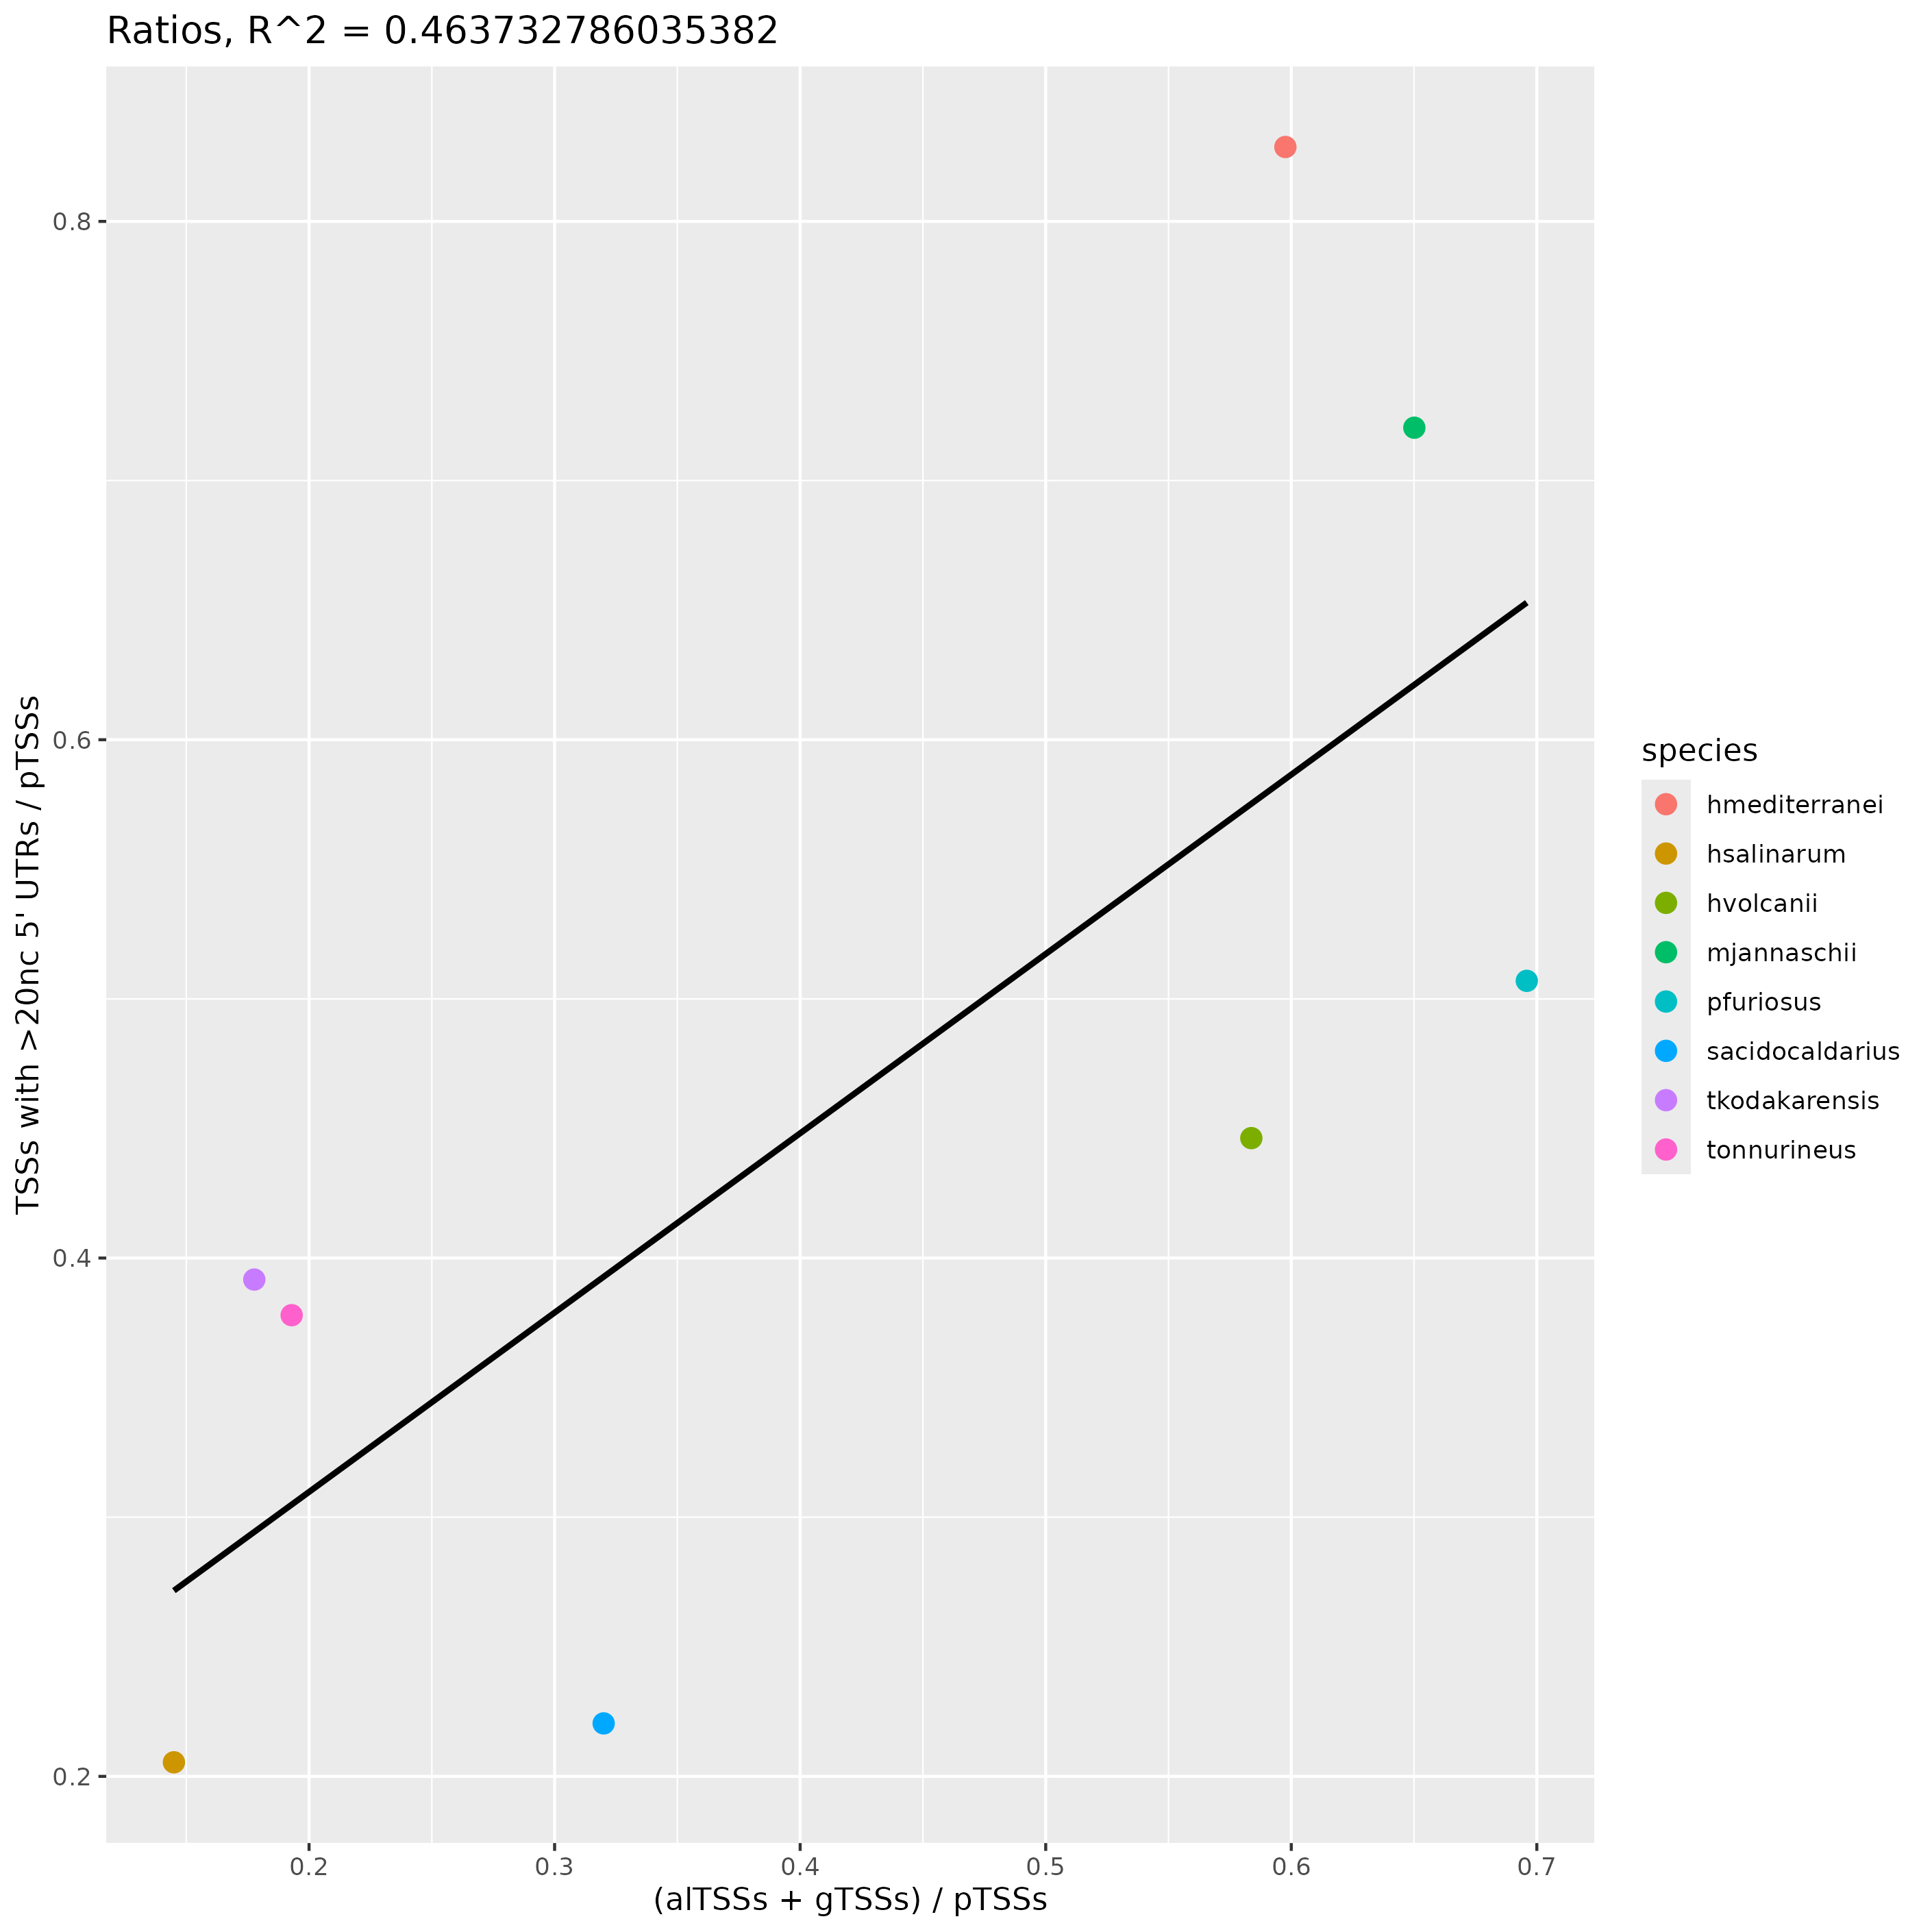 Ratios, R^2 = 0.463732786035382
TSSs with >20nc 5' UTRs / pTSSs
0.8
0.6
0.4
0.2
0.2
0.3
0.4
0.5
0.6
0.7
(alTSSs + gTSSs) / pTSSs
species
hmediterranei
hsalinarum
hvolcanii
mjannaschii
pfuriosus
sacidocaldarius
tkodakarensis
tonnurineus